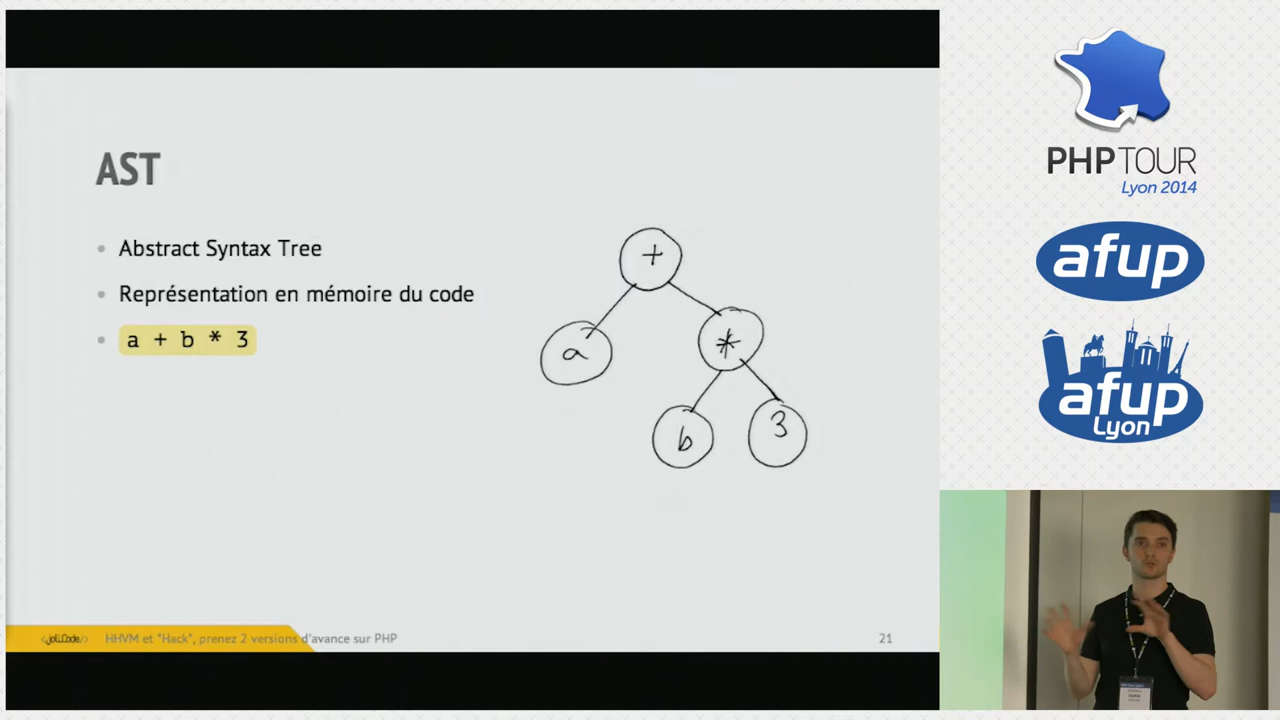 AST
Abstract Syntax Tree
Représentation en mémoire du code
a + b * 3
+
a
*
b
3
jolicode
HHVM et "Hack", prenez 2 versions d'avance sur PHP
21
PHP TOUR
Lyon 2014
afup
afup
Lyon